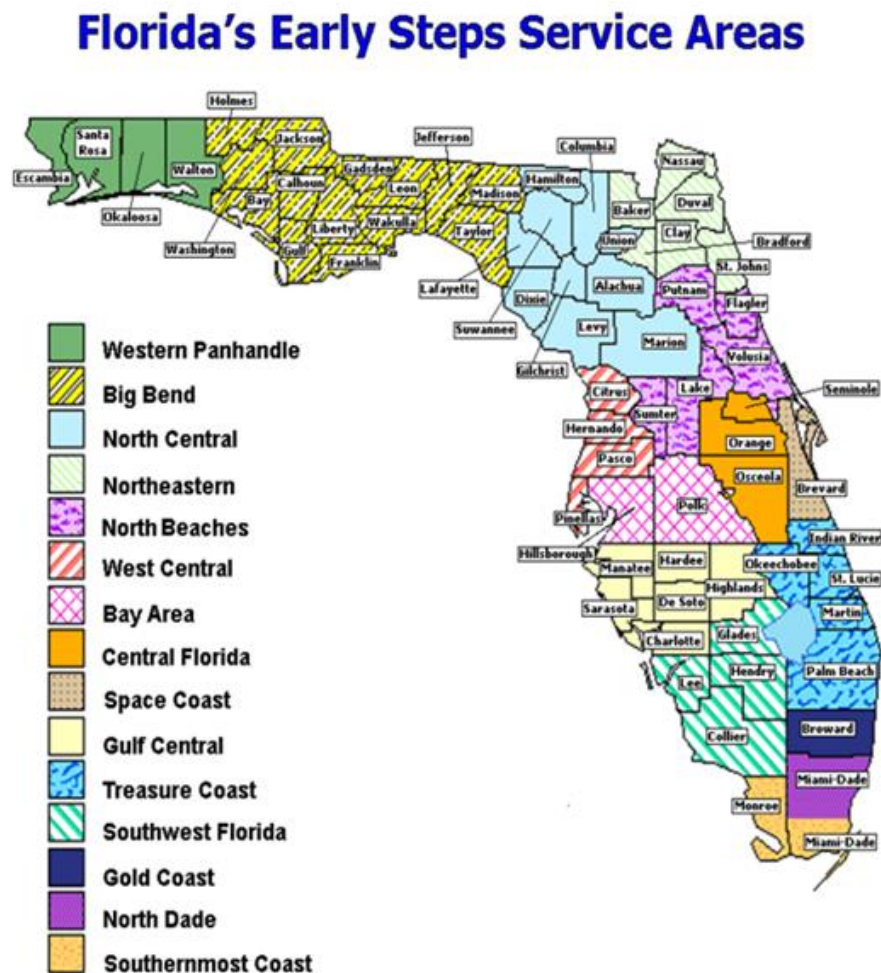 Florida's Early Steps Service Areas
Holmes
Jackson
Jefferson
Columbia
Nassau
Santa
Rosa
Escambia
Walton
Okaloosa
Gadsden
Calhoun
Leon
Madison
Hamilton
Baker
Duval
Bay
Washington
Liberty
Wakulla
Taylor
Union
Clay
Bradford
Gulf
Franklin
Lafayette
St. Johns
Suwannee
Dixie
Alachua
Putnam
Flagler
Levy
Marion
Volusia
Gilchrist
Citrus
Sumter
Lake
Seminole
Hernando
Orange
Pasco
Osceola
Brevard
Pinellas
Polk
Hillsborough
Indian River
Manatee
Hardee
Okeechobee
Highlands
St. Lucie
Sarasota
De Soto
Martin
Charlotte
Glades
Lee
Hendry
Palm Beach
Collier
Broward
Monroe
Miami-Dade
Miami-Dade
Western Panhandle
Big Bend
North Central
Northeastern
North Beaches
West Central
Bay Area
Central Florida
Space Coast
Gulf Central
Treasure Coast
Southwest Florida
Gold Coast
North Dade
Southernmost Coast